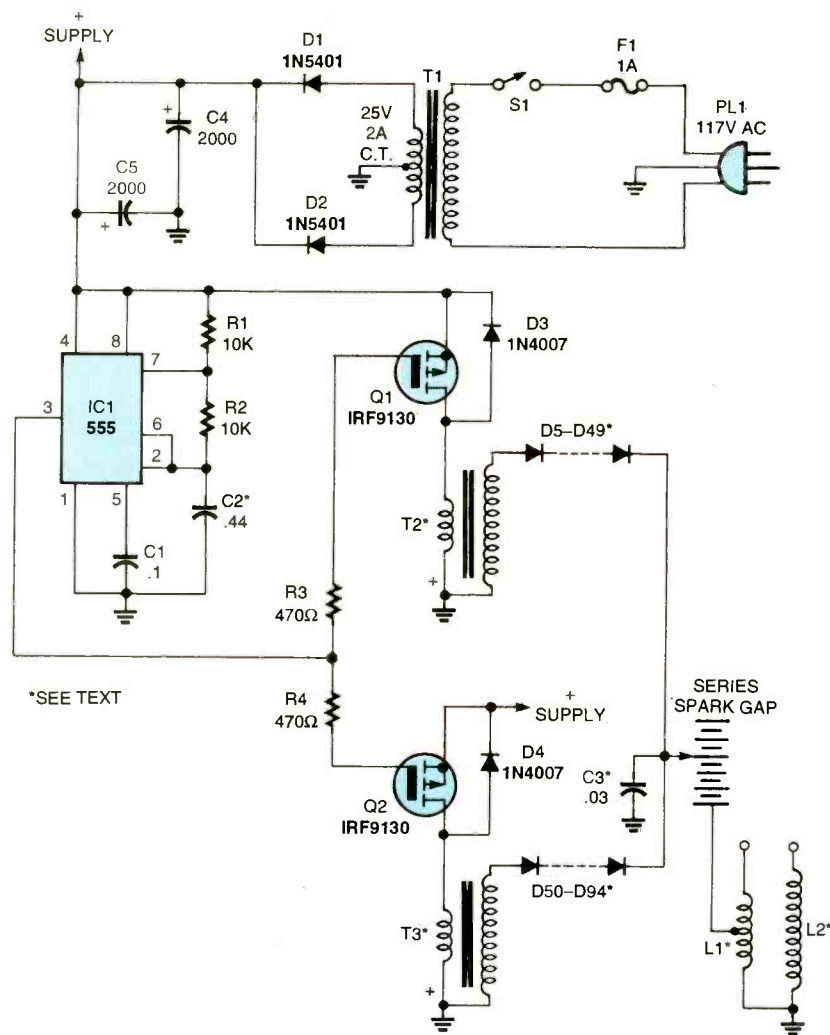 +
SUPPLY
D1
1N5401
T1
F1
1A
S1
PL1
117V AC
+
C4
2000
25V
2A
C.T.
C5
2000
+
D2
1N5401
R1
10K
D3
1N4007
4
8
7
Q1
IRF9130
3
IC1
555
6
2
R2
10K
D5–D49*
1
5
C2*
.44
T2*
C1
.1
+
R3
470Ω
*SEE TEXT
R4
470Ω
+
SUPPLY
SERIES
SPARK GAP
D4
1N4007
C3*
.03
Q2
IRF9130
D50–D94*
T3*
L1*
L2*
+